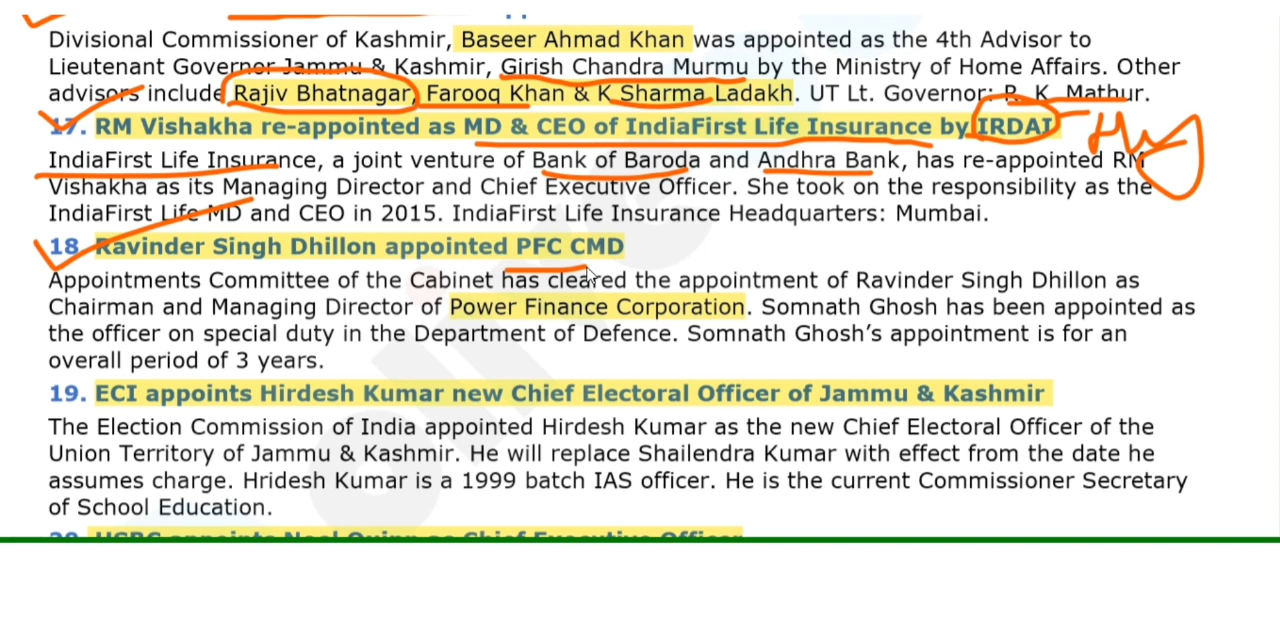 Divisional Commissioner of Kashmir, Baseer Ahmad Khan was appointed as the 4th Advisor to
Lieutenant Governor Jammu & Kashmir, Girish Chandra Murmu by the Ministry of Home Affairs. Other
advisors include Rajiv Bhatnagar, Farooq Khan & K Sharma Ladakh. UT Lt. Governor: R. K. Mathur.
17. RM Vishakha re-appointed as MD & CEO of IndiaFirst Life Insurance by IRDAI
IndiaFirst Life Insurance, a joint venture of Bank of Baroda and Andhra Bank, has re-appointed RM
Vishakha as its Managing Director and Chief Executive Officer. She took on the responsibility as the
IndiaFirst Life MD and CEO in 2015. IndiaFirst Life Insurance Headquarters: Mumbai.
18. Ravinder Singh Dhillon appointed PFC CMD
Appointments Committee of the Cabinet has cleared the appointment of Ravinder Singh Dhillon as
Chairman and Managing Director of Power Finance Corporation. Somnath Ghosh has been appointed as
the officer on special duty in the Department of Defence. Somnath Ghosh's appointment is for an
overall period of 3 years.
19. ECI appoints Hirdesh Kumar new Chief Electoral Officer of Jammu & Kashmir
The Election Commission of India appointed Hirdesh Kumar as the new Chief Electoral Officer of the
Union Territory of Jammu & Kashmir. He will replace Shailendra Kumar with effect from the date he
assumes charge. Hridesh Kumar is a 1999 batch IAS officer. He is the current Commissioner Secretary
of School Education.
20. HSBC appoints Noel Quinn as Chief Executive Officer